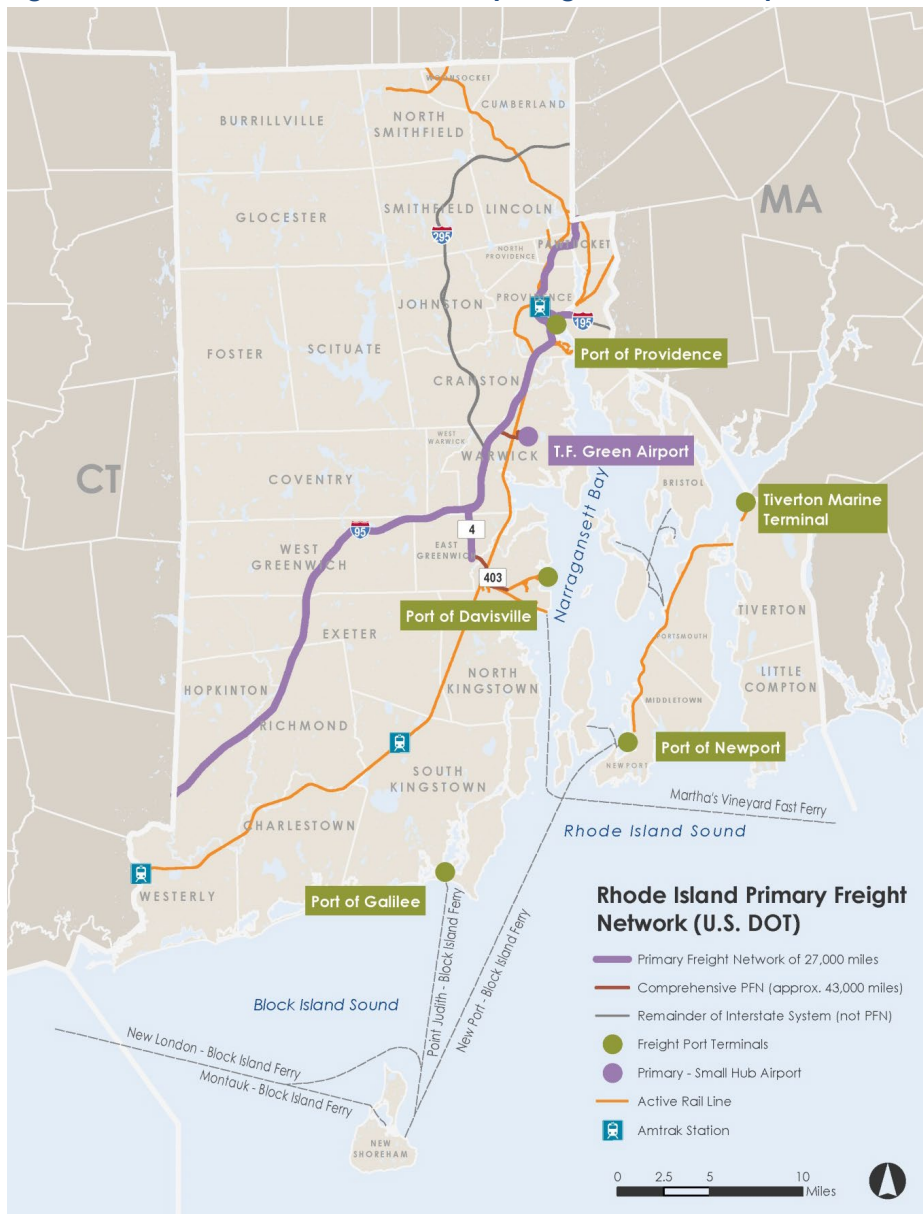 WOONSOCKET
CUMBERLAND
BURRILLVILLE
NORTH
SMITHFIELD
MA
GLOCESTER
SMITHFIELD
LINCOLN
295
NORTH
PROVIDENCE
PAWTUCKET
PROVIDENCE
JOHNSTON
195
FOSTER
SCITUATE
Port of Providence
CRANSTON
WEST
WARWICK
WARWICK
T.F. Green Airport
CT
COVENTRY
BRISTOL
Tiverton Marine
Terminal
95
4
WEST
GREENWICH
EAST
GREENWICH
Narragansett Bay
403
Port of Davisville
TIVERTON
EXETER
PORTSMOUTH
NORTH
KINGSTOWN
LITTLE
COMPTON
HOPKINTON
MIDDLETOWN
RICHMOND
Port of Newport
NEWPORT
SOUTH
KINGSTOWN
Martha's Vineyard Fast Ferry
CHARLESTOWN
Rhode Island Sound
WESTERLY
Port of Galilee
Point Judith - Block Island Ferry
New Port - Block Island Ferry
Block Island Sound
New London - Block Island Ferry
Montauk - Block Island Ferry
NEW
SHOREHAM
Rhode Island Primary Freight
Network (U.S. DOT)
Primary Freight Network of 27,000 miles
Comprehensive PFN (approx. 43,000 miles)
Remainder of Interstate System (not PFN)
Freight Port Terminals
Primary - Small Hub Airport
Active Rail Line
Amtrak Station
0 2.5 5 10
Miles